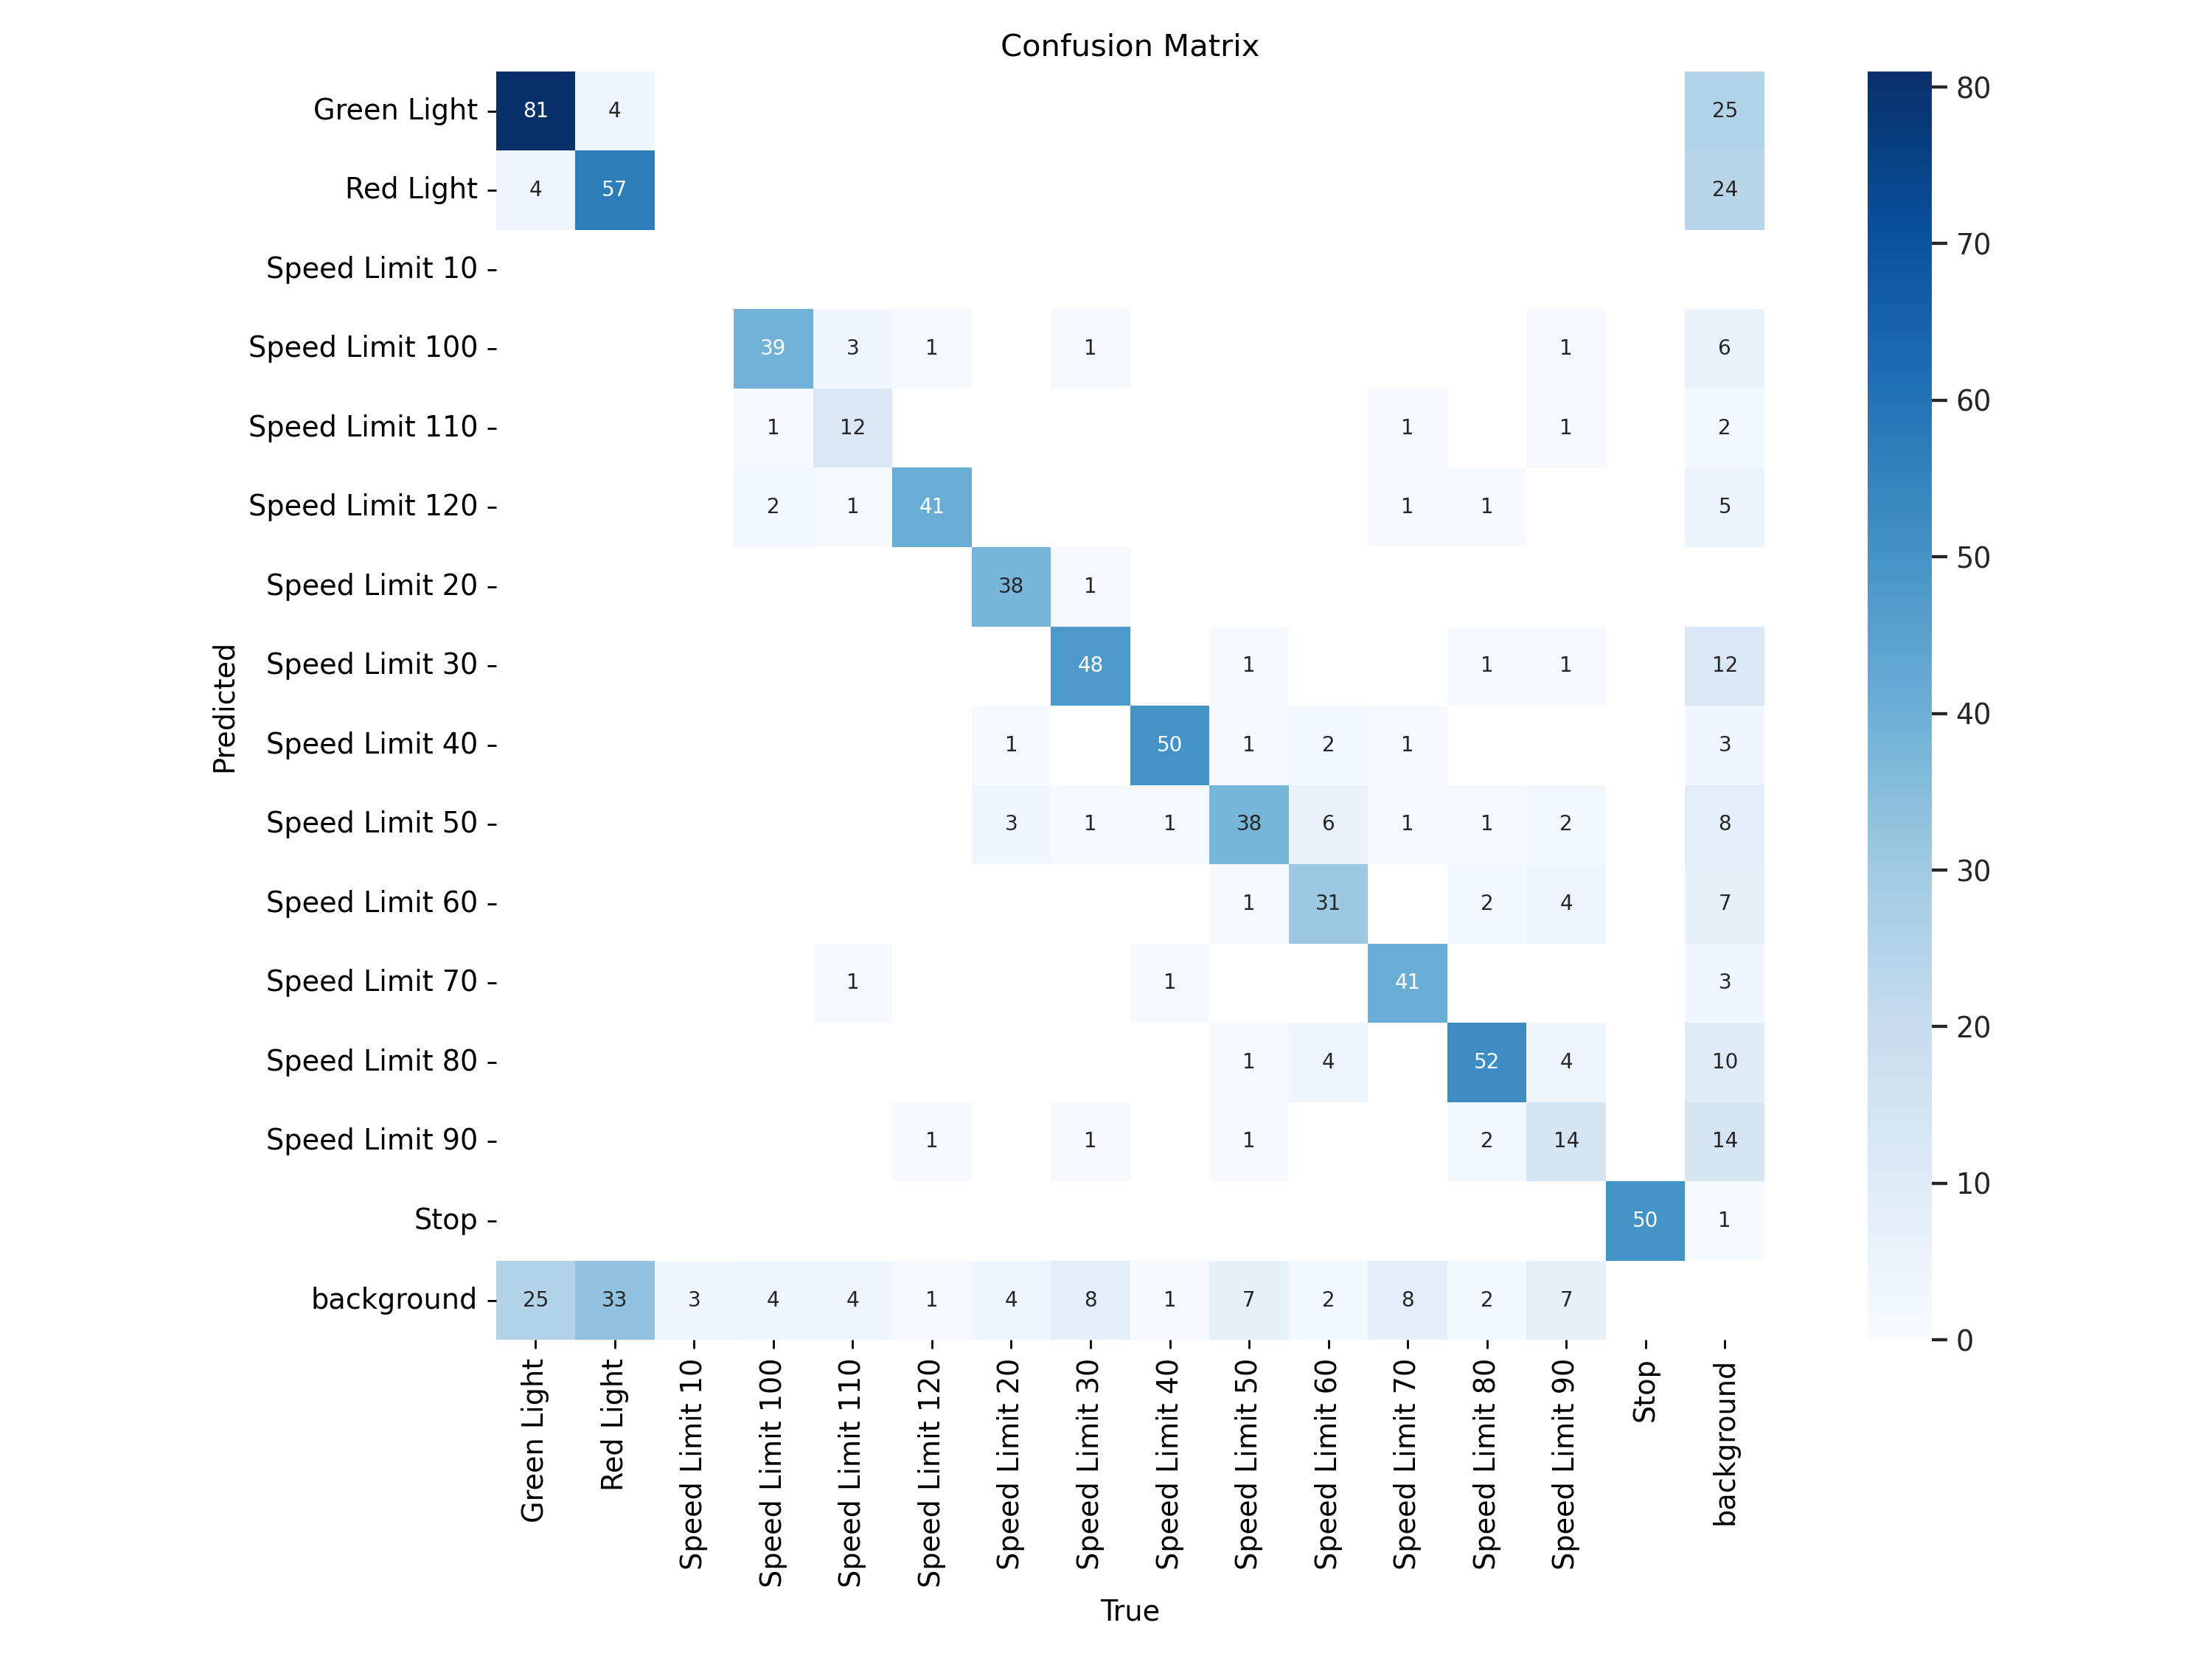 Confusion Matrix
Green Light 81 4 25
Red Light 4 57 24
Speed Limit 10
Speed Limit 100 39 3 1 1 1 6
Speed Limit 110 1 12 1 1 2
Speed Limit 120 2 1 41 1 1 5
Speed Limit 20 38 1
Speed Limit 30 48 1 1 1 12
Speed Limit 40 1 50 1 2 1 3
Speed Limit 50 3 1 1 38 6 1 1 2 8
Speed Limit 60 1 31 2 4 7
Speed Limit 70 1 1 41 3
Speed Limit 80 1 4 52 4 10
Speed Limit 90 1 1 1 2 14 14
Stop 50 1
background 25 33 3 4 4 1 4 8 1 7 2 8 2 7
Predicted
Green Light
Red Light
Speed Limit 10
Speed Limit 100
Speed Limit 110
Speed Limit 120
Speed Limit 20
Speed Limit 30
Speed Limit 40
Speed Limit 50
Speed Limit 60
Speed Limit 70
Speed Limit 80
Speed Limit 90
Stop
background
True
80
70
60
50
40
30
20
10
0